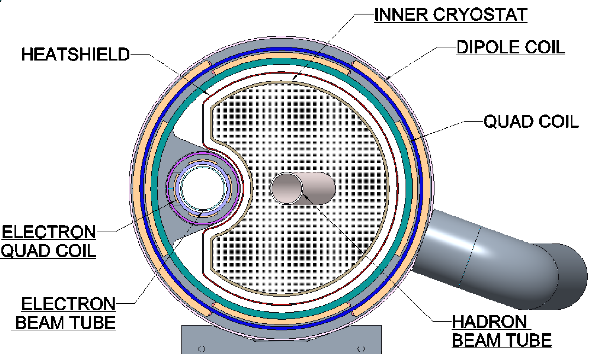 INNER CRYOSTAT
HEATSHIELD
DIPOLE COIL
QUAD COIL
ELECTRON
QUAD COIL
ELECTRON
BEAM TUBE
HADRON
BEAM TUBE